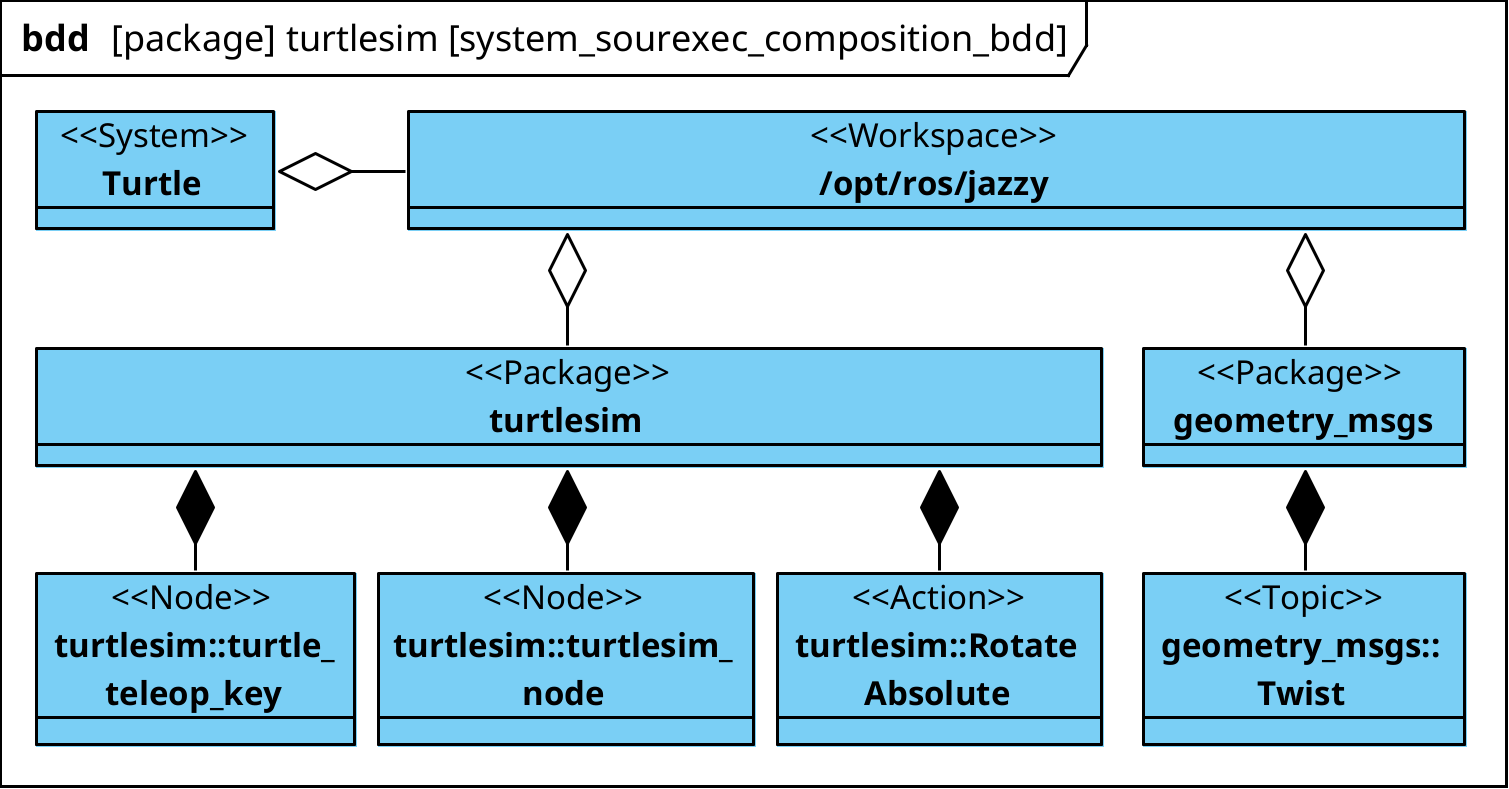 bdd [package] turtlesim [system_sourexec_composition_bdd]
<<System>>
Turtle
<<Workspace>>
/opt/ros/jazzy
<<Package>>
turtlesim
<<Package>>
geometry_msgs
<<Node>>
turtlesim::turtle_
teleop_key
<<Node>>
turtlesim::turtlesim_
node
<<Action>>
turtlesim::Rotate
Absolute
<<Topic>>
geometry_msgs::
Twist